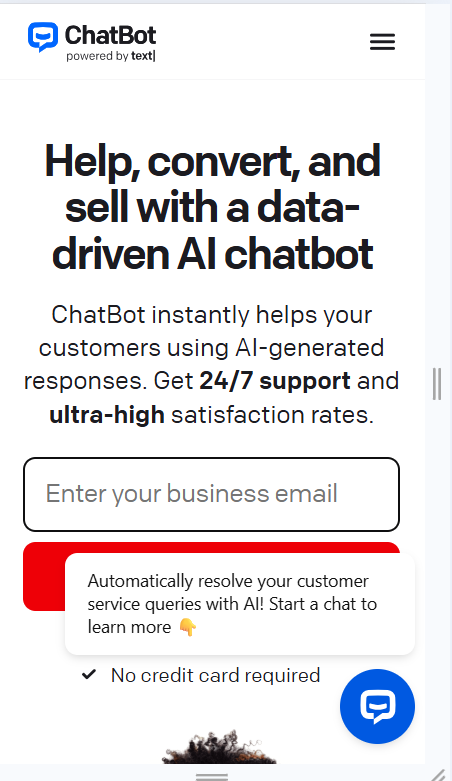 ChatBot
powered by text|
Help, convert, and
sell with a data-
driven AI chatbot
ChatBot instantly helps your
customers using AI-generated
responses. Get 24/7 support and
ultra-high satisfaction rates.
Enter your business email
Automatically resolve your customer
service queries with AI! Start a chat to
learn more 👇
No credit card required